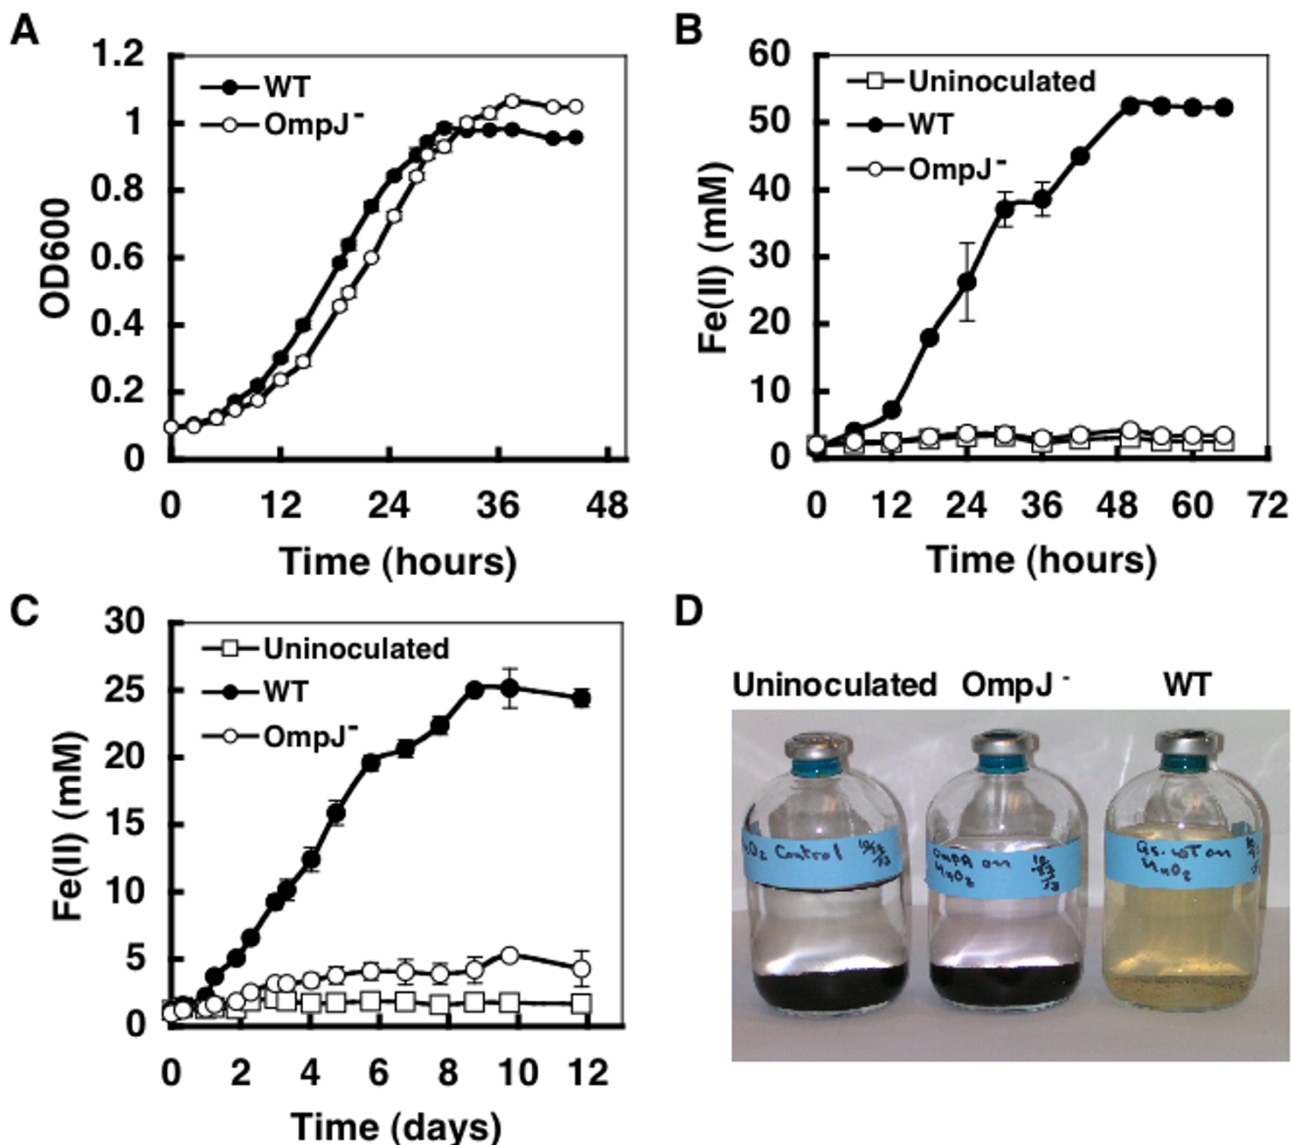 A
1.2
1
0.8
0.6
0.4
0.2
0
OD600
WT
OmpJ-
0 12 24 36 48
Time (hours)
B
60
50
40
30
20
10
0
Fe(II) (mM)
Uninoculated
WT
OmpJ-
0 12 24 36 48 60 72
Time (hours)
C
30
25
20
15
10
5
0
Fe(II) (mM)
Uninoculated
WT
OmpJ-
0 2 4 6 8 10 12
Time (days)
D
Uninoculated OmpJ - WT
Control
on
WT on